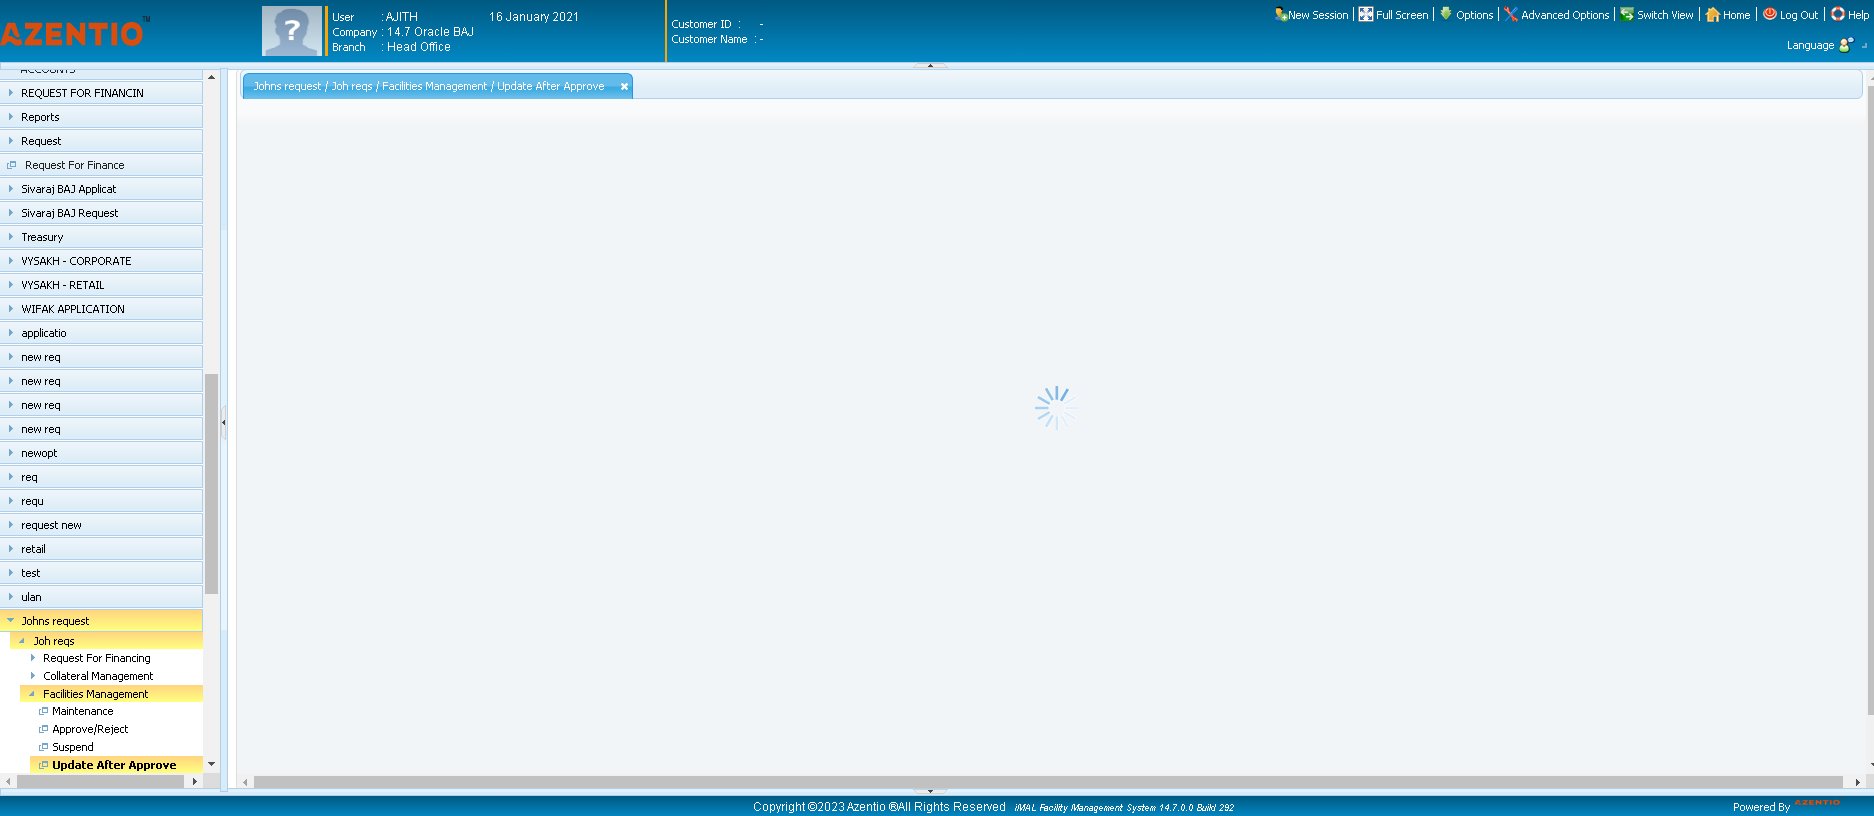 AZENTIO™
User : AJITH 16 January 2021
Company : 14.7 Oracle BAJ
Branch : Head Office
Customer ID : -
Customer Name : -
New Session | Full Screen | Options | Advanced Options | Switch View | Home | Log Out | Help
Language
ACCOUNTS
REQUEST FOR FINANCIN
Reports
Request
Request For Finance
Sivaraj BAJ Applicat
Sivaraj BAJ Request
Treasury
VYSAKH - CORPORATE
VYSAKH - RETAIL
WIFAK APPLICATION
applicatio
new req
new req
new req
new req
newopt
req
requ
request new
retail
test
ulan
Johns request
Joh reqs
Request For Financing
Collateral Management
Facilities Management
Maintenance
Approve/Reject
Suspend
Update After Approve
Johns request / Joh reqs / Facilities Management / Update After Approve
?
Copyright ©2023 Azentio ®All Rights Reserved iMAL Facility Management System 14.7.0.0 Build 292
Powered By AZENTIO